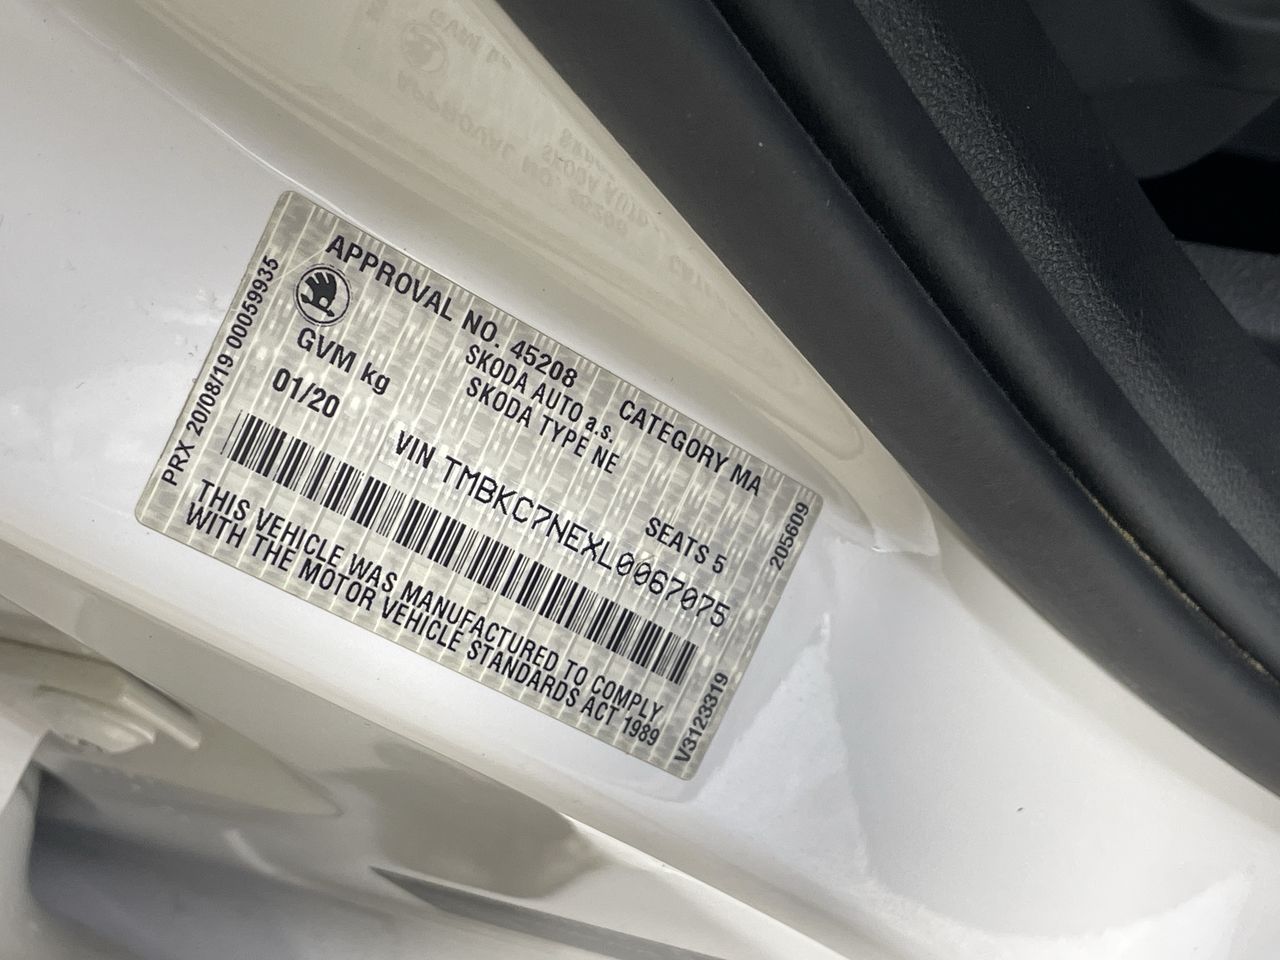 APPROVAL NO. 45208 CATEGORY MA
SKODA AUTO a.s.
SKODA TYPE NE
GVM kg
01/20
SEATS 5
VIN TMBKC7NEXL0067075
THIS VEHICLE WAS MANUFACTURED TO COMPLY
WITH THE MOTOR VEHICLE STANDARDS ACT 1989
PRX 20/08/19 00059935
205609
V3123319